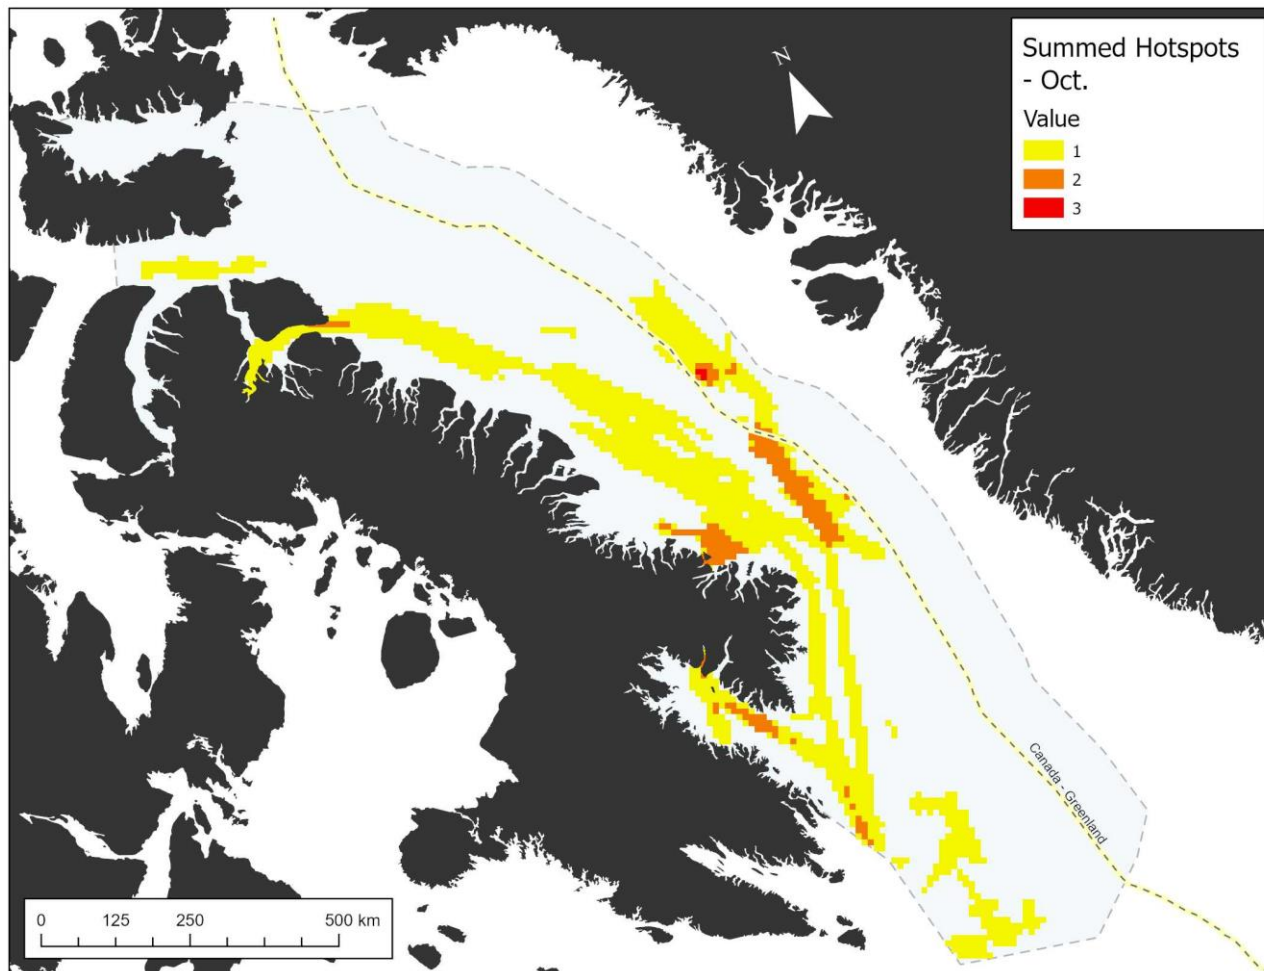 Summed Hotspots
- Oct.
Value
1
2
3
N
Canada - Greenland
0 125 250 500 km